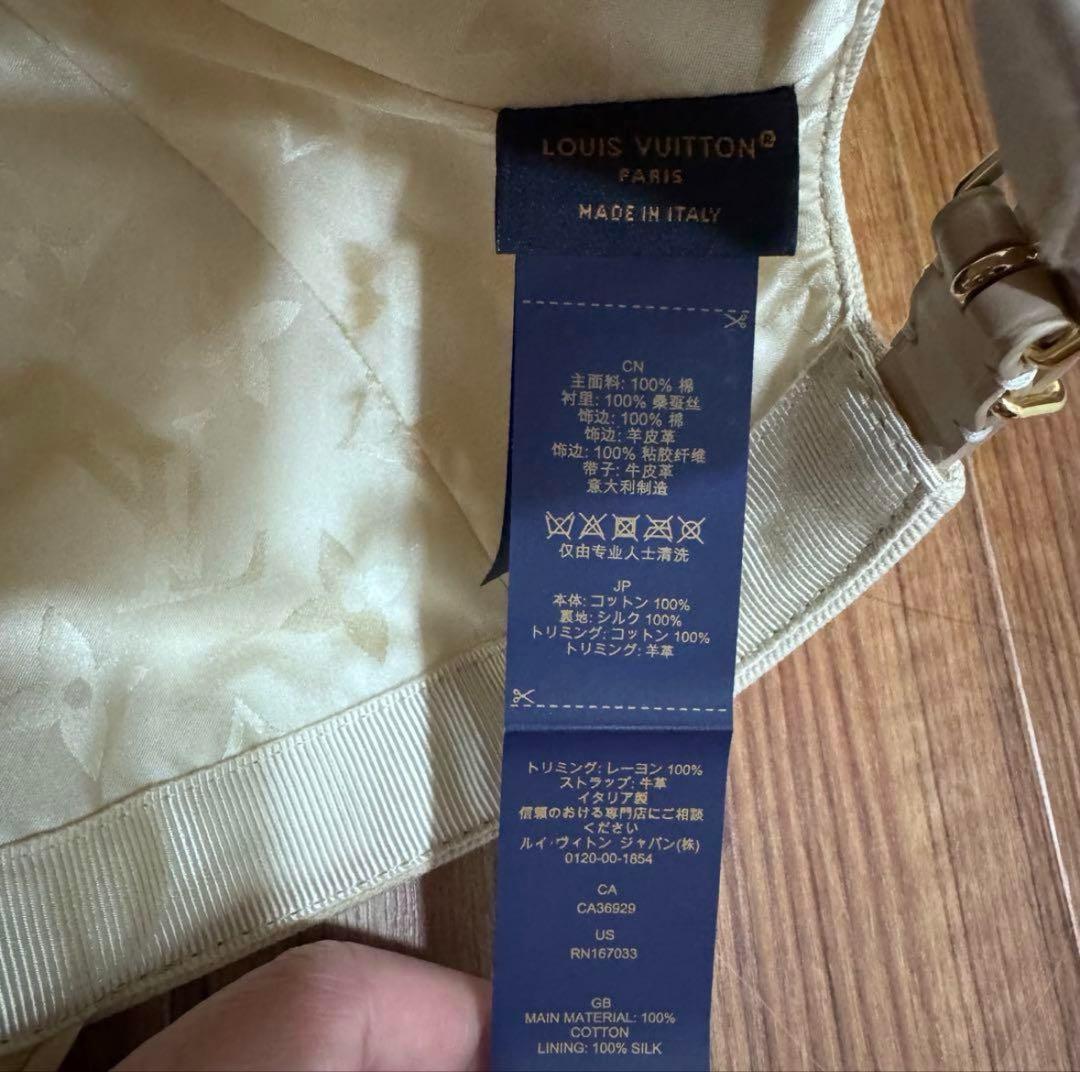 LOUIS VUITTON®
PARIS
MADE IN ITALY
CN
主面料: 100% 棉
衬里: 100% 桑蚕丝
饰边: 100% 棉
饰边: 羊皮革
饰边: 100% 粘胶纤维
带子: 牛皮革
意大利制造
仅由专业人士清洗
JP
本体: コットン 100%
裏地: シルク 100%
トリミング: コットン 100%
トリミング: 羊革
トリミング: レーヨン 100%
ストラップ: 牛革
イタリア製
信頼のおける専門店にご相談
ください
ルイ・ヴィトン ジャパン(株)
0120-00-1854
CA
CA36929
US
RN167033
GB
MAIN MATERIAL: 100%
COTTON
LINING: 100% SILK